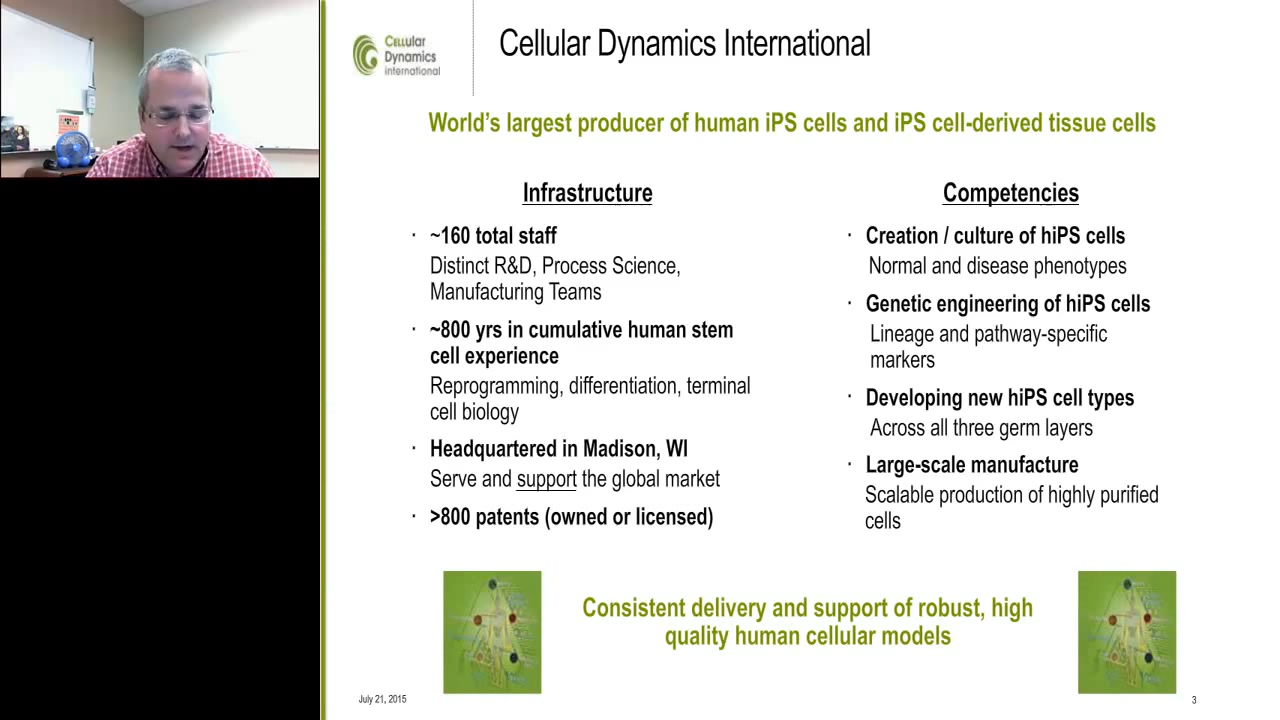 Cellular
Dynamics
international
Cellular Dynamics International
World's largest producer of human iPS cells and iPS cell-derived tissue cells
Infrastructure
· ~160 total staff
Distinct R&D, Process Science,
Manufacturing Teams
· ~800 yrs in cumulative human stem
cell experience
Reprogramming, differentiation, terminal
cell biology
· Headquartered in Madison, WI
Serve and support the global market
· >800 patents (owned or licensed)
Competencies
· Creation / culture of hiPS cells
Normal and disease phenotypes
· Genetic engineering of hiPS cells
Lineage and pathway-specific
markers
· Developing new hiPS cell types
Across all three germ layers
· Large-scale manufacture
Scalable production of highly purified
cells
Consistent delivery and support of robust, high
quality human cellular models
July 21, 2015
3